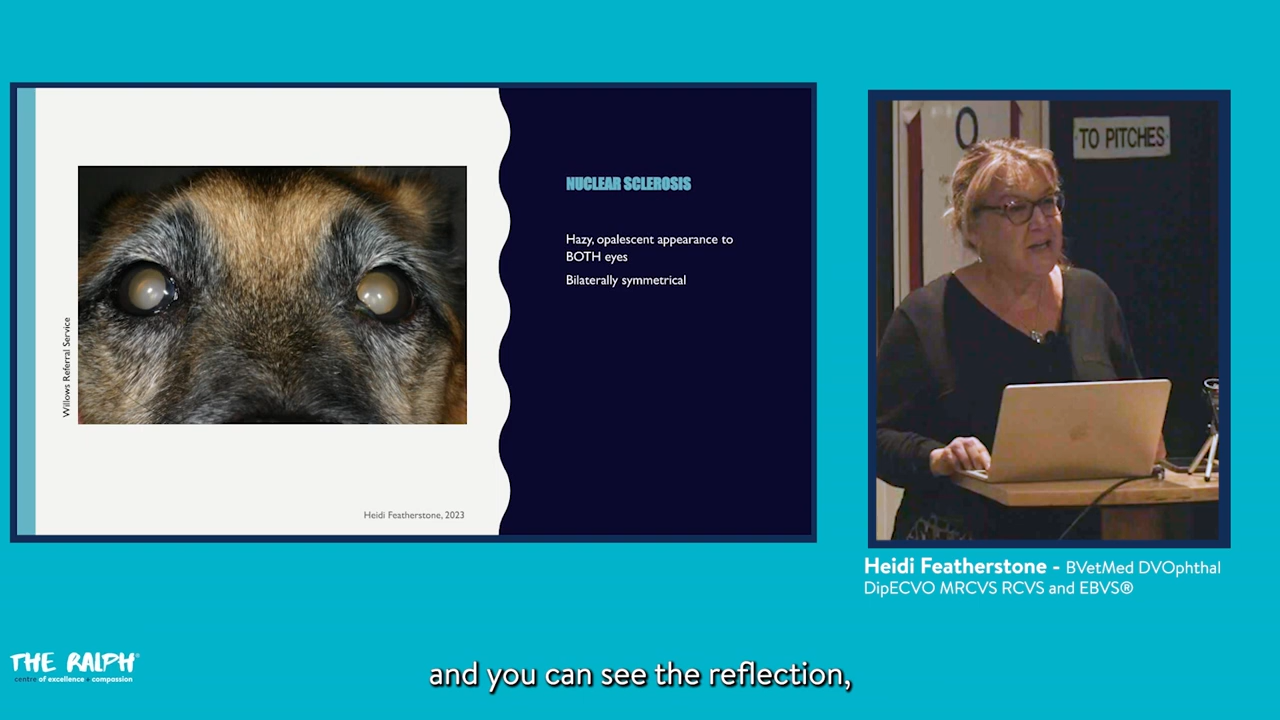 NUCLEAR SCLEROSIS
Hazy, opalescent appearance to
BOTH eyes
Bilaterally symmetrical
Willows Referral Service
Heidi Featherstone, 2023
O
TO PITCHES
Heidi Featherstone - BVetMed DVOphthal
DipECVO MRCVS RCVS and EBVS®
THE RALPH®
centre of excellence + compassion
and you can see the reflection,